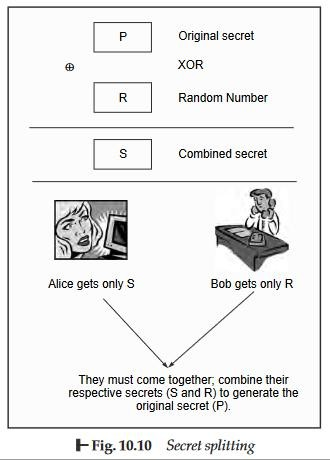 P Original secret
⊕ XOR
R Random Number
S Combined secret
Alice gets only S Bob gets only R
They must come together; combine their
respective secrets (S and R) to generate the
original secret (P).
Fig. 10.10 Secret splitting